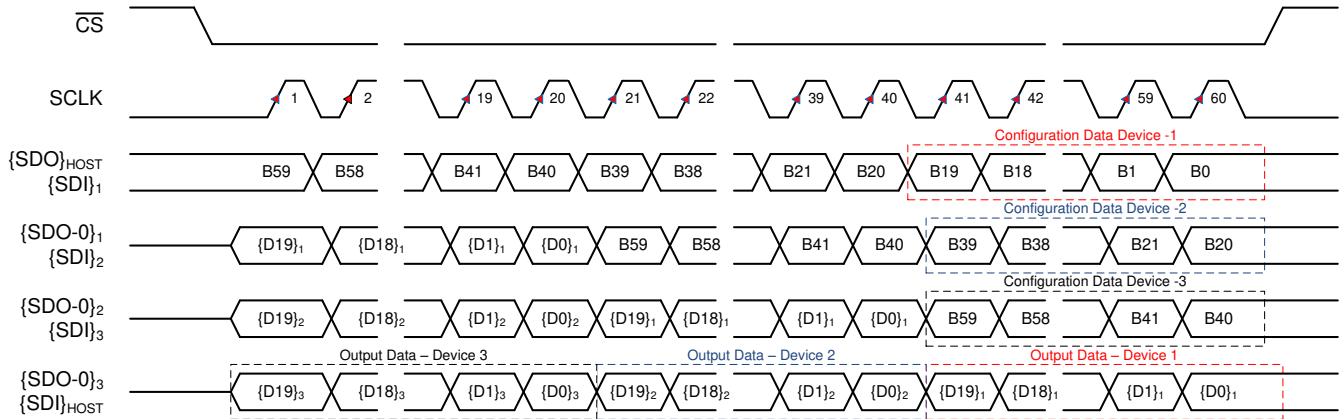 CS
SCLK 1 2 19 20 21 22 39 40 41 42 59 60
Configuration Data Device -1
{SDO}HOST
{SDI}1
B59 B58 B41 B40 B39 B38 B21 B20 B19 B18 B1 B0
Configuration Data Device -2
{SDO-0}1
{SDI}2
{D19}1 {D18}1 {D1}1 {D0}1 B59 B58 B41 B40 B39 B38 B21 B20
Configuration Data Device -3
{SDO-0}2
{SDI}3
{D19}2 {D18}2 {D1}2 {D0}2 {D19}1 {D18}1 {D1}1 {D0}1 B59 B58 B41 B40
Output Data – Device 3 Output Data – Device 2 Output Data – Device 1
{SDO-0}3
{SDI}HOST
{D19}3 {D18}3 {D1}3 {D0}3 {D19}2 {D18}2 {D1}2 {D0}2 {D19}1 {D18}1 {D1}1 {D0}1